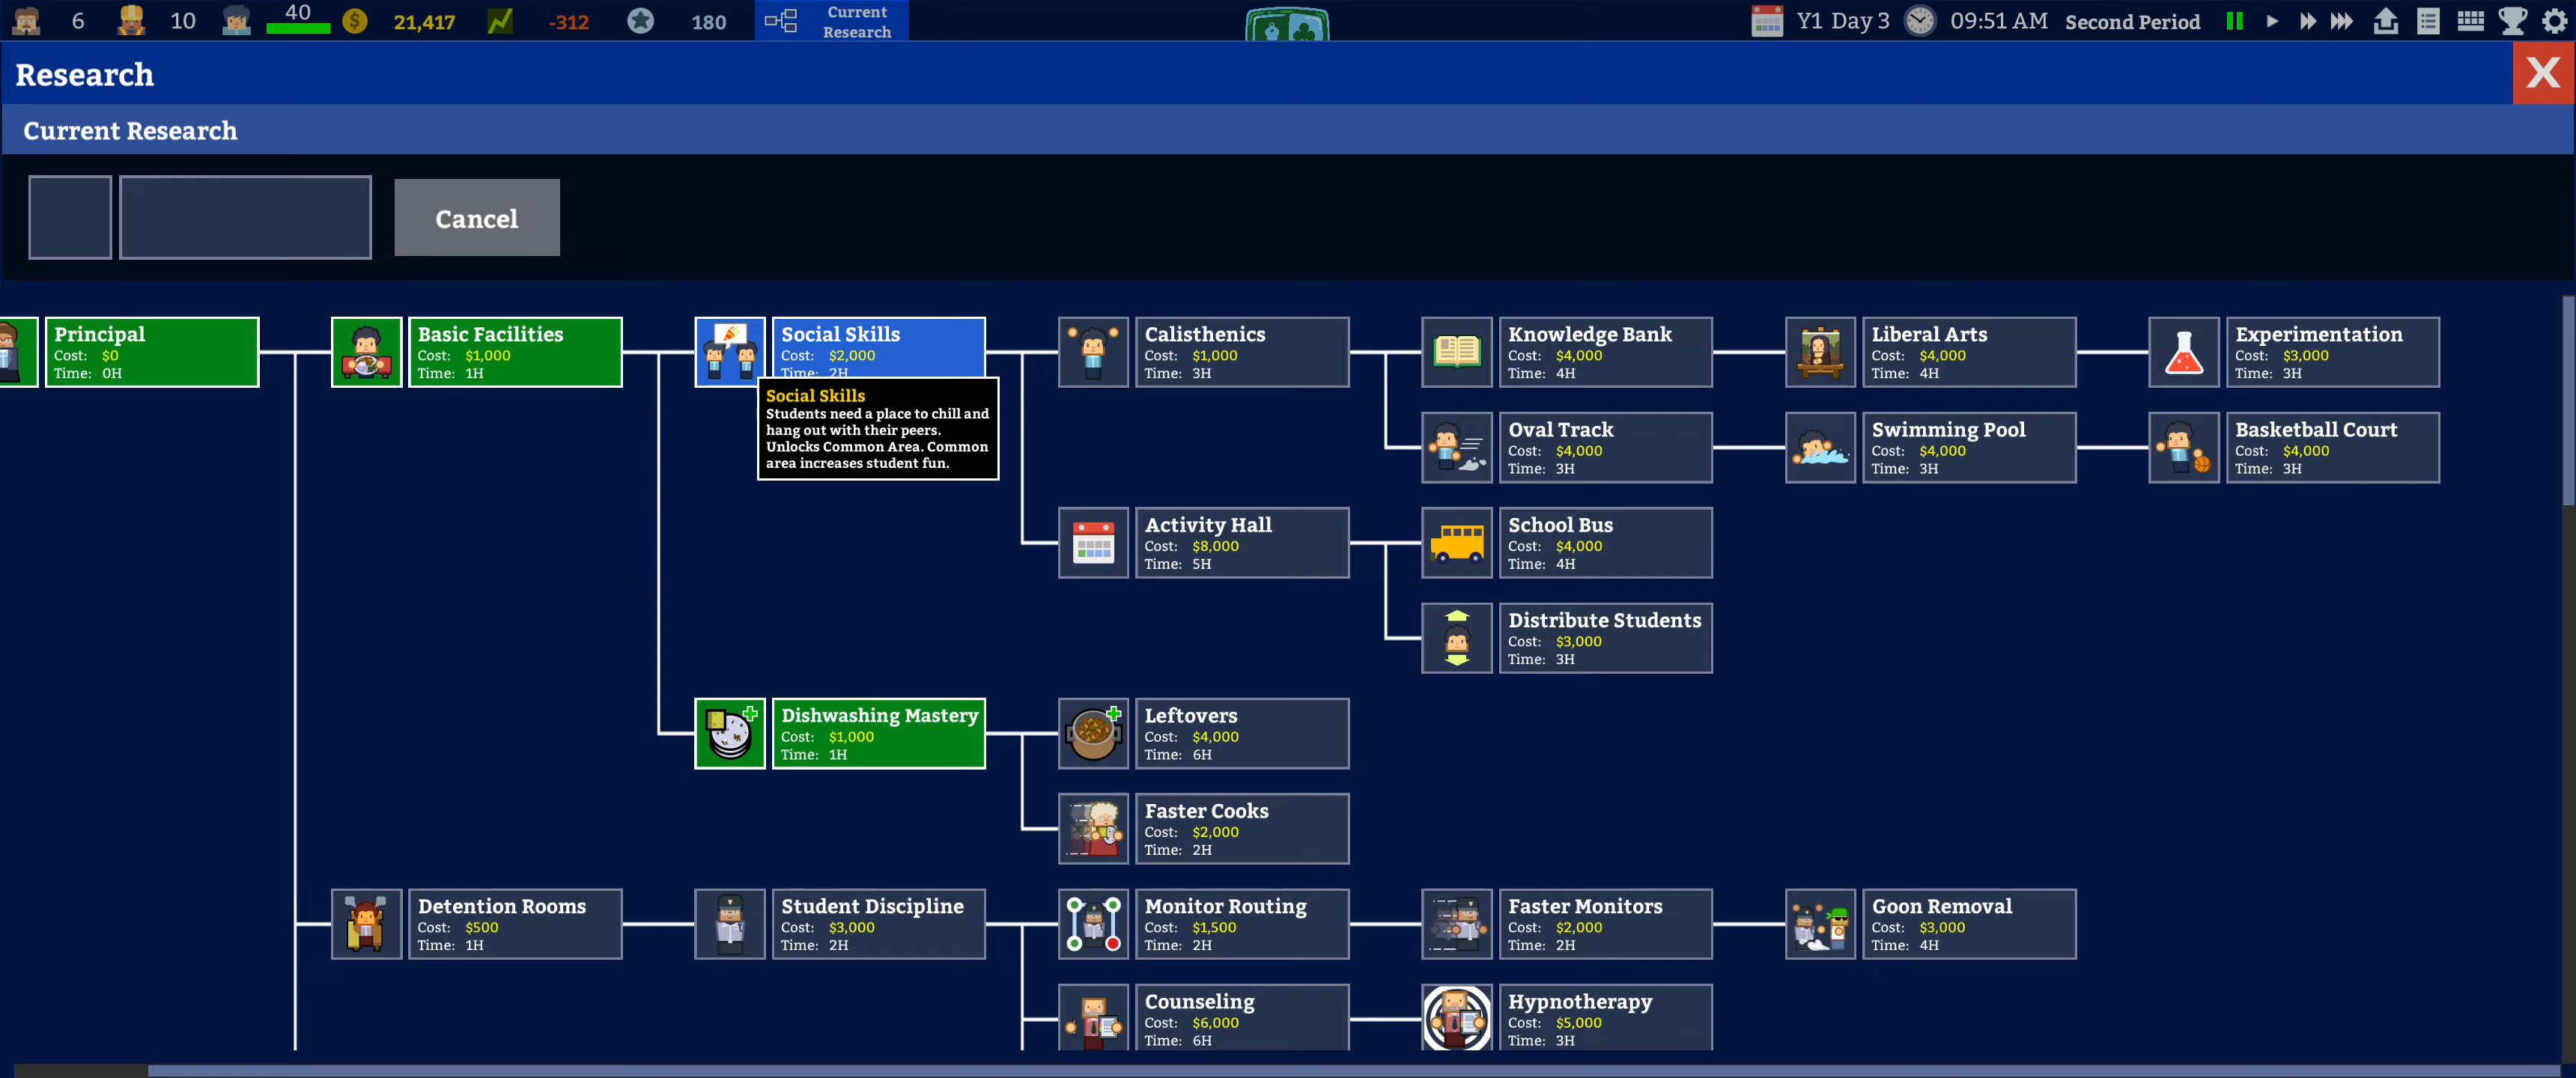 6 10 40 21,417 -312 180 Current Research Y1 Day 3 09:51 AM Second Period
Research X
Current Research
Cancel
Principal
Cost: $0
Time: 0H
Basic Facilities
Cost: $1,000
Time: 1H
Social Skills
Cost: $2,000
Time: 2H
Social Skills
Students need a place to chill and
hang out with their peers.
Unlocks Common Area. Common
area increases student fun.
Calisthenics
Cost: $1,000
Time: 3H
Knowledge Bank
Cost: $4,000
Time: 4H
Liberal Arts
Cost: $4,000
Time: 4H
Experimentation
Cost: $3,000
Time: 3H
Oval Track
Cost: $4,000
Time: 3H
Swimming Pool
Cost: $4,000
Time: 3H
Basketball Court
Cost: $4,000
Time: 3H
Activity Hall
Cost: $8,000
Time: 5H
School Bus
Cost: $4,000
Time: 4H
Distribute Students
Cost: $3,000
Time: 3H
Dishwashing Mastery
Cost: $1,000
Time: 1H
Leftovers
Cost: $4,000
Time: 6H
Faster Cooks
Cost: $2,000
Time: 2H
Detention Rooms
Cost: $500
Time: 1H
Student Discipline
Cost: $3,000
Time: 2H
Monitor Routing
Cost: $1,500
Time: 2H
Faster Monitors
Cost: $2,000
Time: 2H
Goon Removal
Cost: $3,000
Time: 4H
Counseling
Cost: $6,000
Time: 6H
Hypnotherapy
Cost: $5,000
Time: 3H